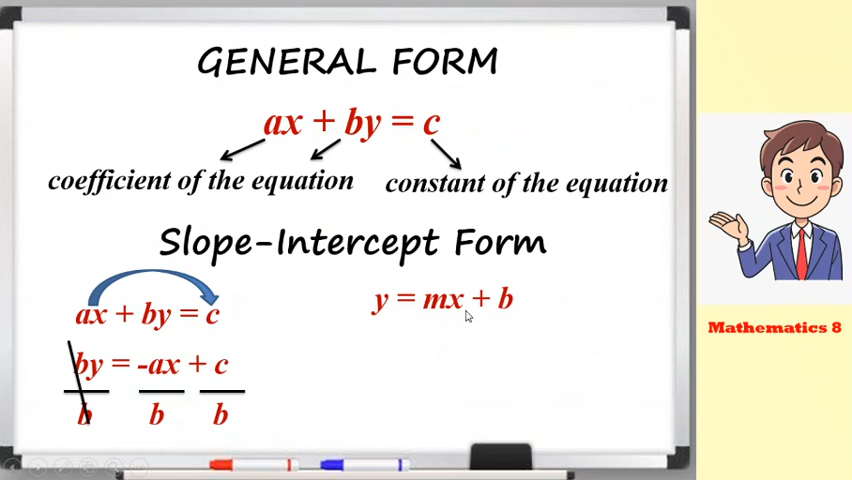 GENERAL FORM
ax + by = c
coefficient of the equation
constant of the equation
Slope-Intercept Form
ax + by = c
y = mx + b
by = -ax + c
b b b
Mathematics 8